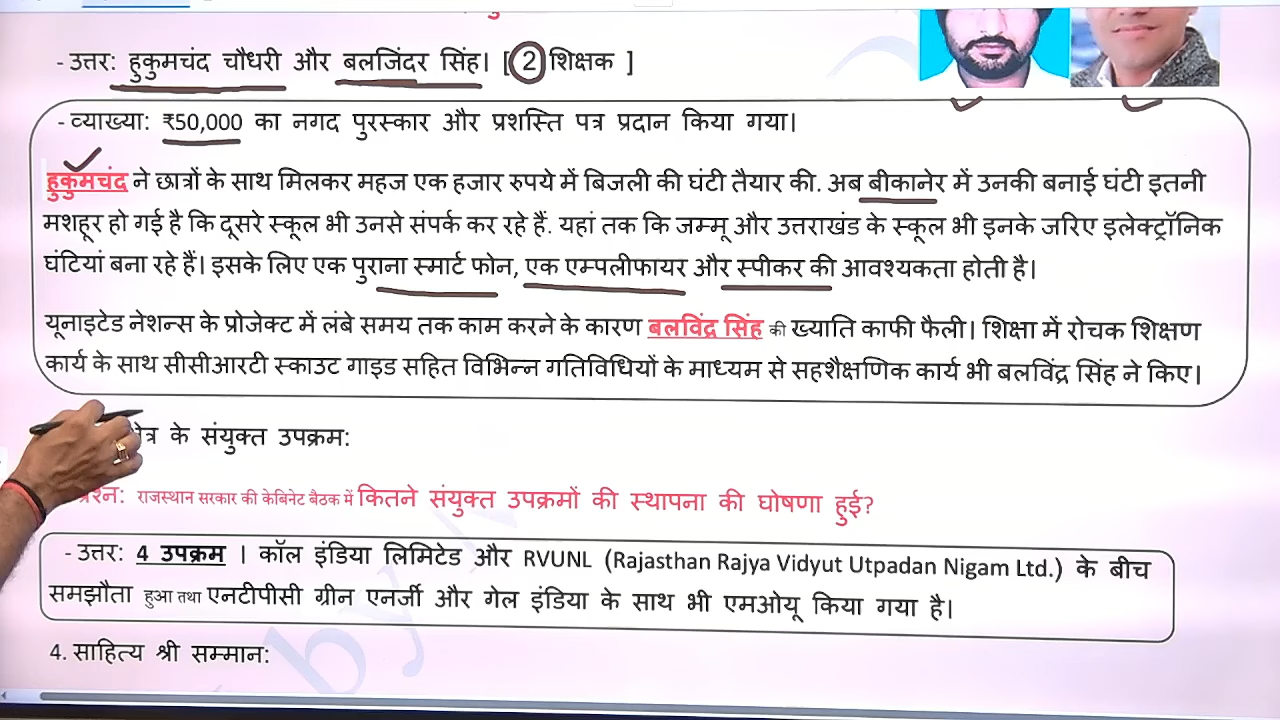 - उत्तर: हुकुमचंद चौधरी और बलजिंदर सिंह। [ 2 शिक्षक ]
- व्याख्या: ₹50,000 का नगद पुरस्कार और प्रशस्ति पत्र प्रदान किया गया।
हुकुमचंद ने छात्रों के साथ मिलकर महज एक हजार रुपये में बिजली की घंटी तैयार की. अब बीकानेर में उनकी बनाई घंटी इतनी
मशहूर हो गई है कि दूसरे स्कूल भी उनसे संपर्क कर रहे हैं. यहां तक कि जम्मू और उत्तराखंड के स्कूल भी इनके जरिए इलेक्ट्रॉनिक
घंटियां बना रहे हैं। इसके लिए एक पुराना स्मार्ट फोन, एक एम्पलीफायर और स्पीकर की आवश्यकता होती है।
यूनाइटेड नेशन्स के प्रोजेक्ट में लंबे समय तक काम करने के कारण बलविंद्र सिंह की ख्याति काफी फैली। शिक्षा में रोचक शिक्षण
कार्य के साथ सीसीआरटी स्काउट गाइड सहित विभिन्न गतिविधियों के माध्यम से सहशैक्षणिक कार्य भी बलविंद्र सिंह ने किए।
के संयुक्त उपक्रम:
प्रश्न: राजस्थान सरकार की केबिनेट बैठक में कितने संयुक्त उपक्रमों की स्थापना की घोषणा हुई?
- उत्तर: 4 उपक्रम । कॉल इंडिया लिमिटेड और RVUNL (Rajasthan Rajya Vidyut Utpadan Nigam Ltd.) के बीच
समझौता हुआ तथा एनटीपीसी ग्रीन एनर्जी और गेल इंडिया के साथ भी एमओयू किया गया है।
4. साहित्य श्री सम्मान: